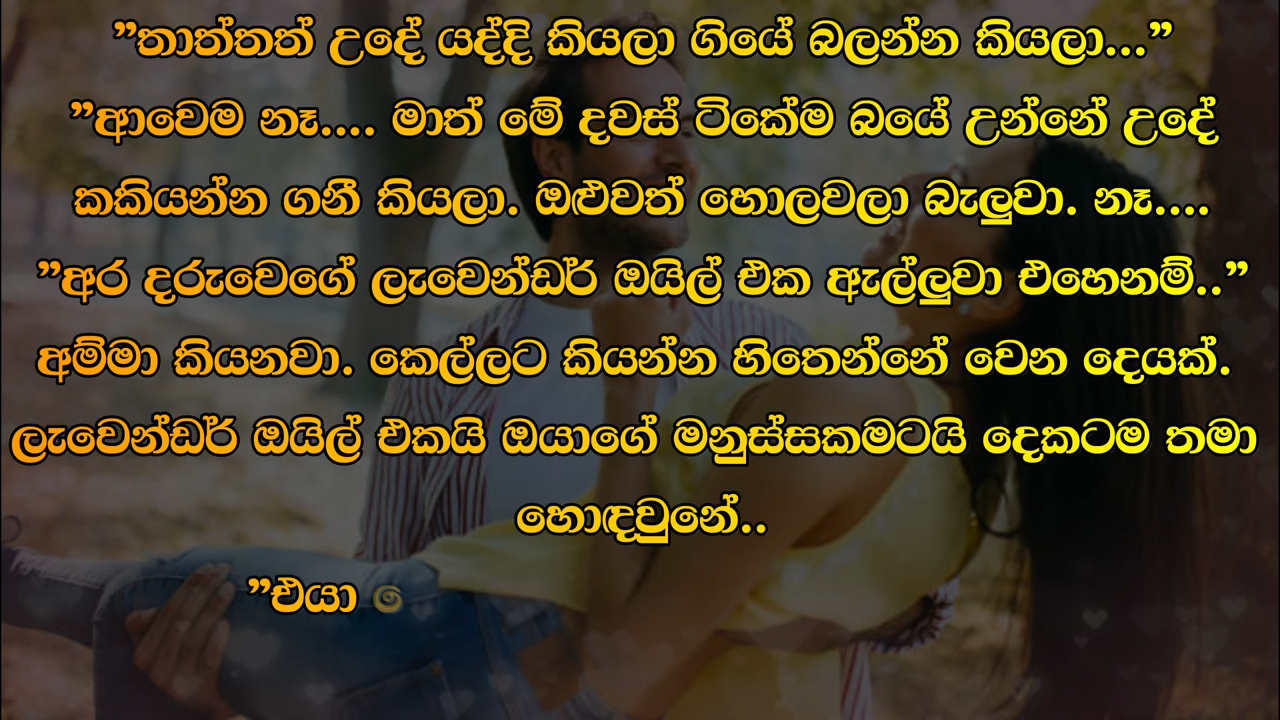 ”තාත්තත් උදේ යද්දි කියලා ගියේ බලන්න කියලා...”
”ආවෙම නෑ.... මාත් මේ දවස් ටිකේම බයේ උන්නේ උදේ
කකියන්න ගනී කියලා. ඔළුවත් හොලවලා බැලුවා. නෑ....
”අර දරුවෙගේ ලැවෙන්ඩර් ඔයිල් එක ඇල්ලුවා එහෙනම්..”
අම්මා කියනවා. කෙල්ලට කියන්න හිතෙන්නේ වෙන දෙයක්.
ලැවෙන්ඩර් ඔයිල් එකයි ඔයාගේ මනුස්සකමටයි දෙකටම තමා
හොඳවුනේ..
”එයා